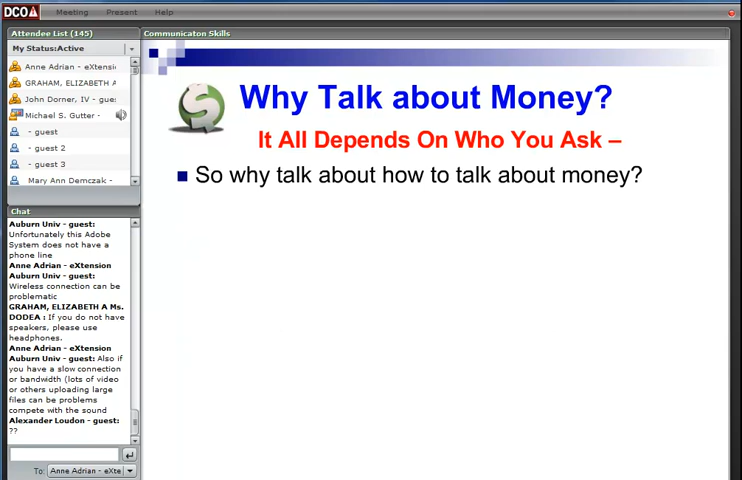 DCO
Meeting Present Help
Attendee List (145)
My Status:Active
Anne Adrian - eXtensi
GRAHAM, ELIZABETH A
John Dorner, IV - gue:
Michael S. Gutter -
- guest
- guest 2
- guest 3
Mary Ann Demczak -
Chat
Auburn Univ - guest:
Unfortunately this Adobe
System does not have a
phone line
Anne Adrian - eXtension
Auburn Univ - guest:
Wireless connection can be
problematic
GRAHAM, ELIZABETH A Ms.
DODEA : If you do not have
speakers, please use
headphones.
Anne Adrian - eXtension
Auburn Univ - guest: Also if
you have a slow connection
or bandwidth (lots of video
or others uploading large
files can be problems
compete with the sound
Alexander Loudon - guest:
??
To: Anne Adrian - eXte
Communicaton Skills
$
Why Talk about Money?
It All Depends On Who You Ask –
So why talk about how to talk about money?